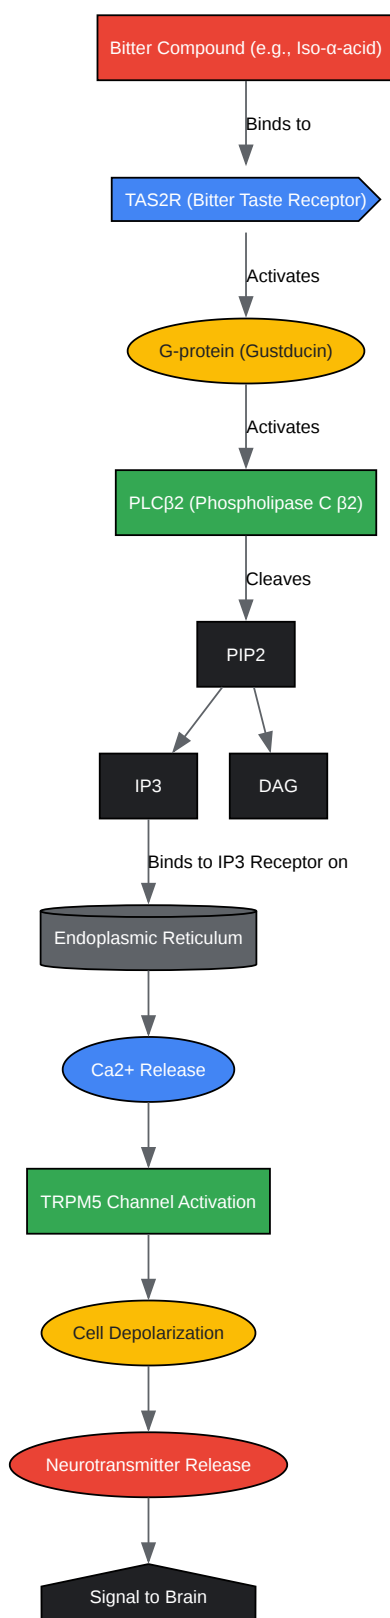 Bitter Compound (e.g., Iso-α-acid)
Binds to
TAS2R (Bitter Taste Receptor)
Activates
G-protein (Gustducin)
Activates
PLCβ2 (Phospholipase C β2)
Cleaves
PIP2
IP3
DAG
Binds to IP3 Receptor on
Endoplasmic Reticulum
Ca2+ Release
TRPM5 Channel Activation
Cell Depolarization
Neurotransmitter Release
Signal to Brain